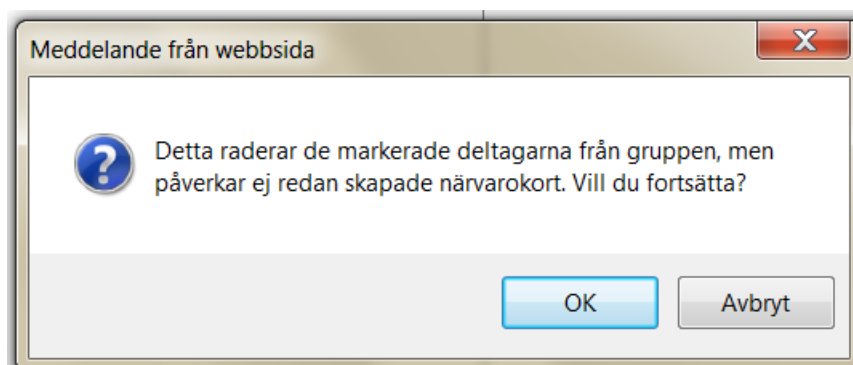 Meddelande från webbsida
Detta raderar de markerade deltagarna från gruppen, men
påverkar ej redan skapade närvarokort. Vill du fortsätta?
OK
Avbryt